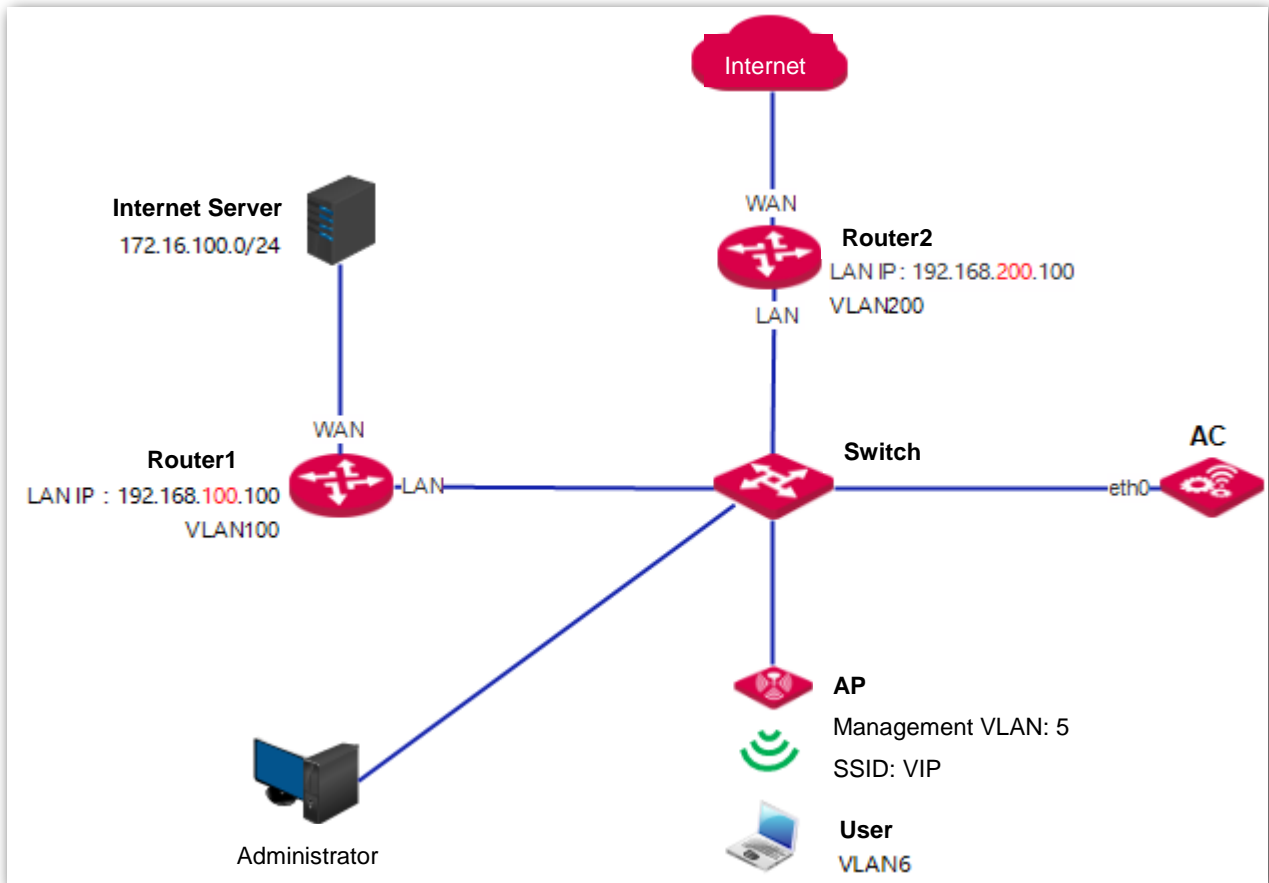 Internet
WAN
Internet Server
172.16.100.0/24
Router2
LAN IP : 192.168.200.100
VLAN200
LAN
WAN
Router1
LAN IP : 192.168.100.100
VLAN100
LAN
Switch
AC
eth0
AP
Management VLAN: 5
SSID: VIP
User
VLAN6
Administrator